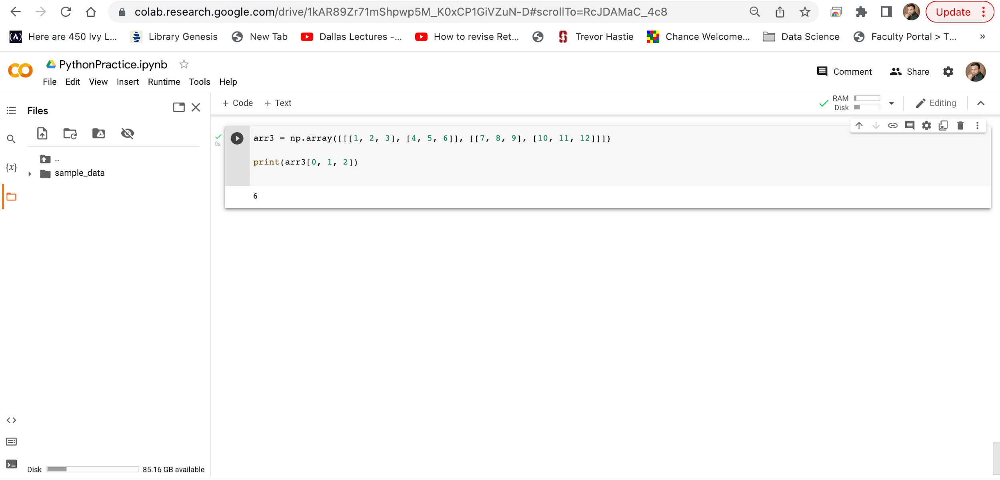 colab.research.google.com/drive/1kAR89Zr71mShpwp5M_K0xCP1GiVZuN-D#scrollTo=RcJDAMaC_4c8
Update
Here are 450 Ivy L...
Library Genesis
New Tab
Dallas Lectures -...
How to revise Ret...
Trevor Hastie
Chance Welcome...
Data Science
Faculty Portal > T...
»
PythonPractice.ipynb
File Edit View Insert Runtime Tools Help
Comment
Share
Files
+ Code + Text
RAM
Disk
Editing
{x}
..
sample_data
0s
arr3 = np.array([[[1, 2, 3], [4, 5, 6]], [[7, 8, 9], [10, 11, 12]]])
print(arr3[0, 1, 2])
6
Disk 85.16 GB available